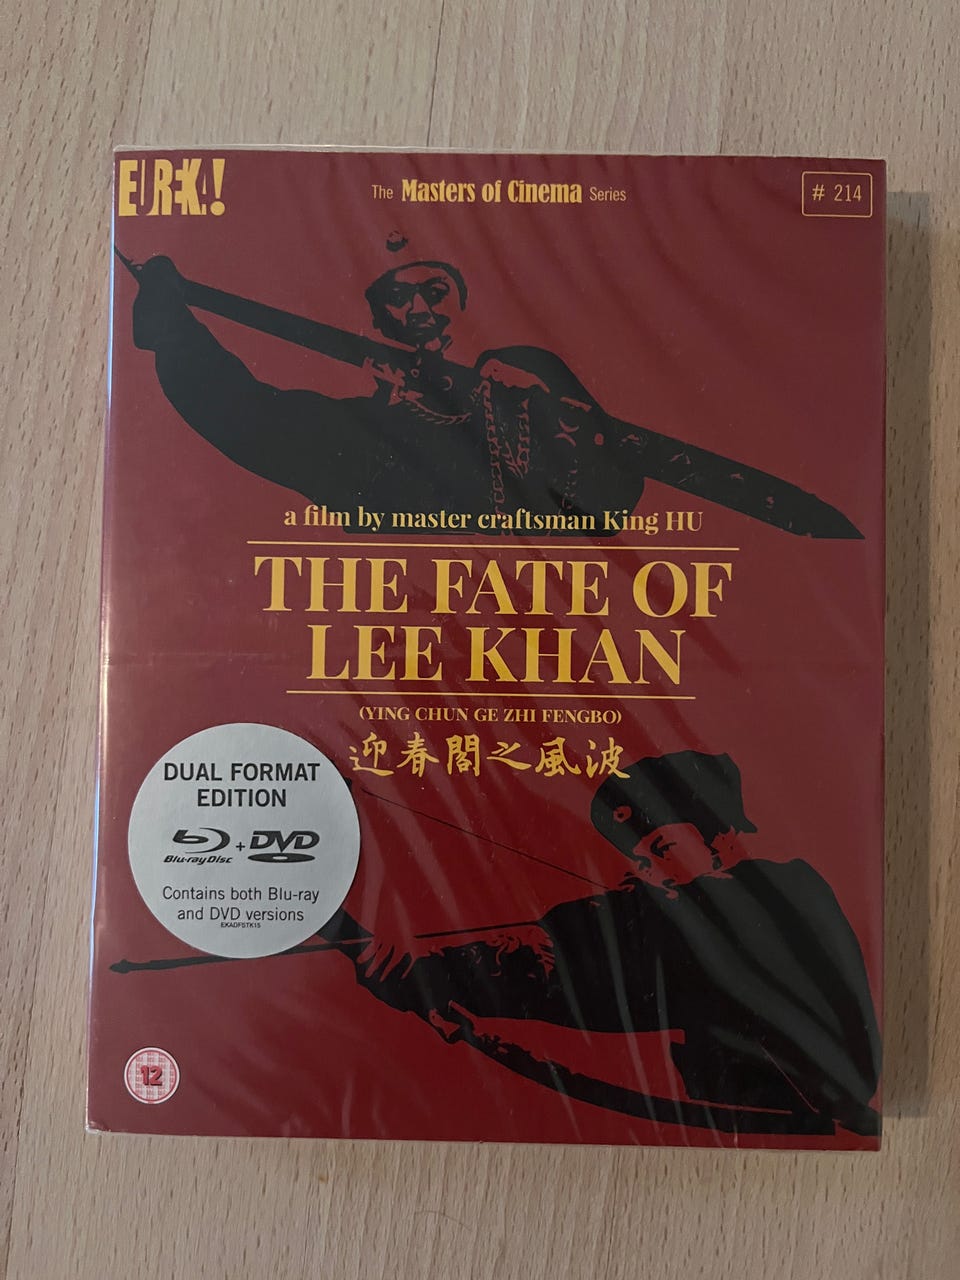 EUREKA!
The Masters of Cinema Series
# 214
a film by master craftsman King HU
THE FATE OF
LEE KHAN
(YING CHUN GE ZHI FENGBO)
迎春閣之風波
DUAL FORMAT
EDITION
Blu-ray Disc + DVD
Contains both Blu-ray
and DVD versions
EKADFSTK15
12